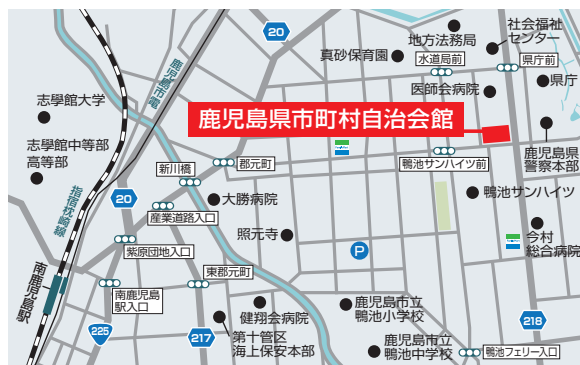 20
地方法務局
社会福祉
センター
真砂保育園
水道局前
県庁前
県庁
医師会病院
志學館大学
鹿児島市電
鹿児島県市町村自治会館
鹿児島県
警察本部
志學館中等部
高等部
郡元町
鴨池サンハイツ前
新川橋
指宿枕崎線
20
大勝病院
鴨池サンハイツ
産業道路入口
照元寺
今村
総合病院
紫原団地入口
P
東郡元町
南鹿児島駅
南鹿児島
駅入口
健翔会病院
鹿児島市立
鴨池小学校
225
217
第十管区
海上保安本部
鹿児島市立
鴨池中学校
218
鴨池フェリー入口